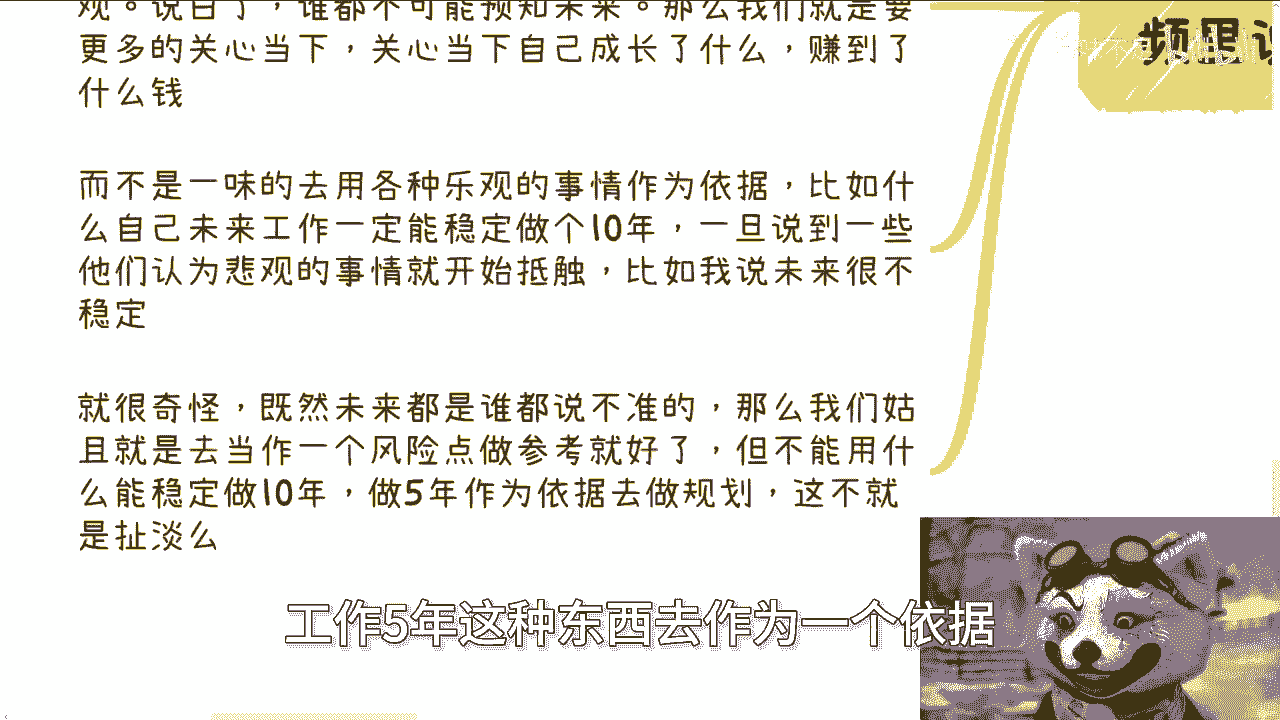 观。说白了，谁都不可能预知未来。那么我们就是要
更多的关心当下，关心当下自己成长了什么，赚到了
什么钱
而不是一味的去用各种乐观的事情作为依据，比如什
么自己未来工作一定能稳定做个10年，一旦说到一些
他们认为悲观的事情就开始抵触，比如我说未来很不
稳定
就很奇怪，既然未来都是谁都说不准的，那么我们姑
且就是去当作一个风险点做参考就好了，但不能用什
么能稳定做10年，做5年作为依据去做规划，这不就
是扯淡么
频里说
工作5年这种东西去作为一个依据